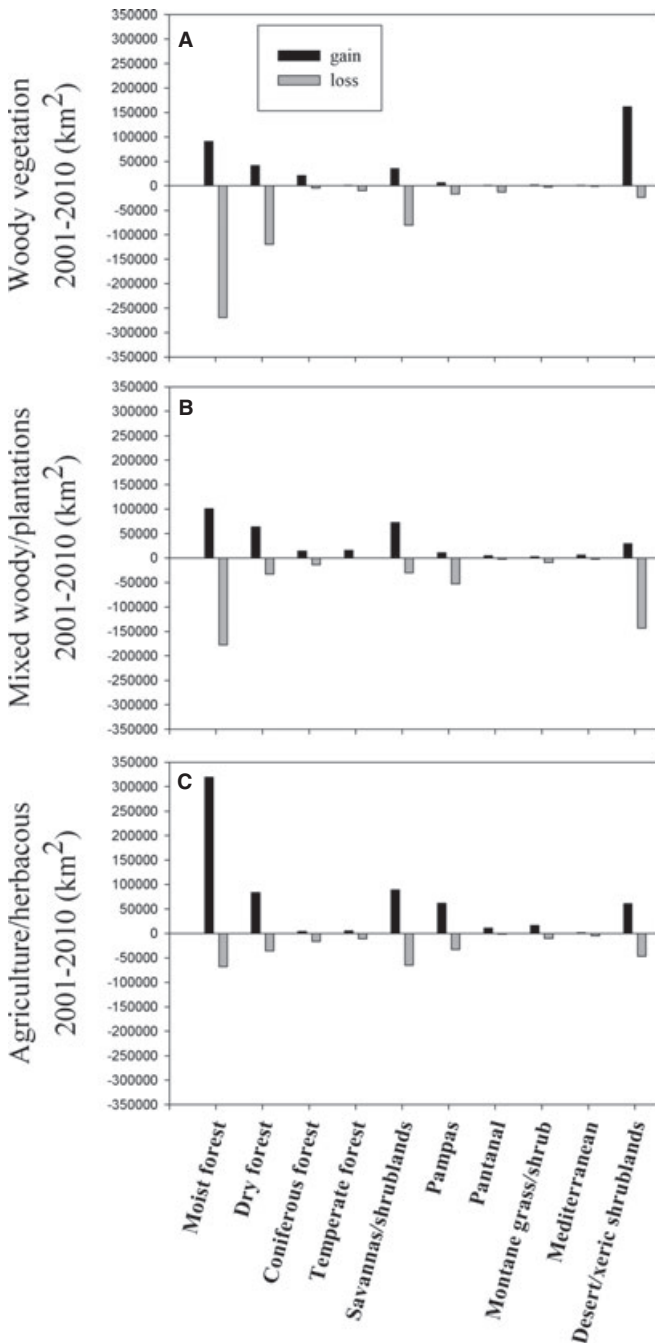 A
gain
loss
Woody vegetation
2001-2010 (km²)
350000
300000
250000
200000
150000
100000
50000
0
-50000
-100000
-150000
-200000
-250000
-300000
-350000
B
Mixed woody/plantations
2001-2010 (km²)
350000
300000
250000
200000
150000
100000
50000
0
-50000
-100000
-150000
-200000
-250000
-300000
-350000
C
Agriculture/herbacous
2001-2010 (km²)
350000
300000
250000
200000
150000
100000
50000
0
-50000
-100000
-150000
-200000
-250000
-300000
-350000
Moist forest
Dry forest
Coniferous forest
Temperate forest
Savannas/shrublands
Pampas
Pantanal
Montane grass/shrub
Mediterranean
Desert/xeric shrublands